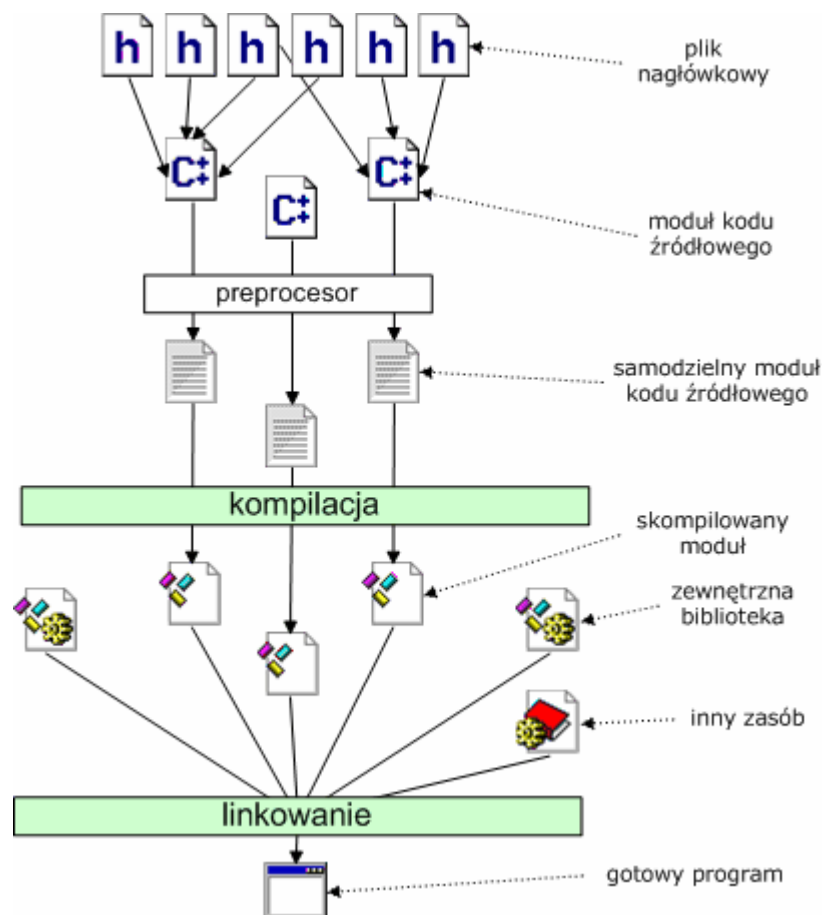 h h h h h h
plik
nagłówkowy
C++ C++
C++
moduł kodu
źródłowego
preprocesor
samodzielny moduł
kodu źródłowego
kompilacja
skompilowany
moduł
zewnętrzna
biblioteka
inny zasób
linkowanie
gotowy program